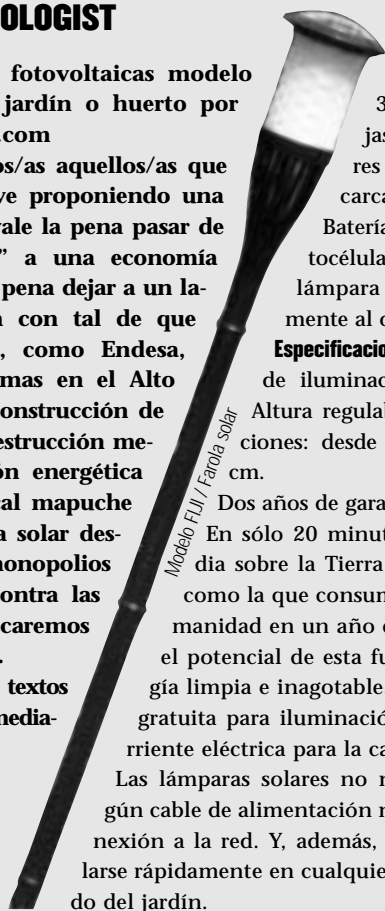 OLOGIST
fotovoltaicas modelo
jardín o huerto por
.com
os/as aquellos/as que
ve proponiendo una
vale la pena pasar de
” a una economía
pena dejar a un la-
n con tal de que
, como Endesa,
mas en el Alto
onstrucción de
estrucción me-
ón energética
cal mapuche
a solar des-
monopolios
ontra las
caremos
.
textos
media-
Modelo FIJI / Farola solar
3
jas
res
carca
Batería
tocélula
lámpara
mente al o
Especificacio
de iluminac
Altura regulab
ciones: desde
cm.
Dos años de gara
En sólo 20 minut
dia sobre la Tierra
como la que consum
manidad en un año e
el potencial de esta fu
gía limpia e inagotable
gratuita para iluminació
rriente eléctrica para la ca
Las lámparas solares no n
gún cable de alimentación n
nexión a la red. Y, además,
larse rápidamente en cualquie
do del jardín.